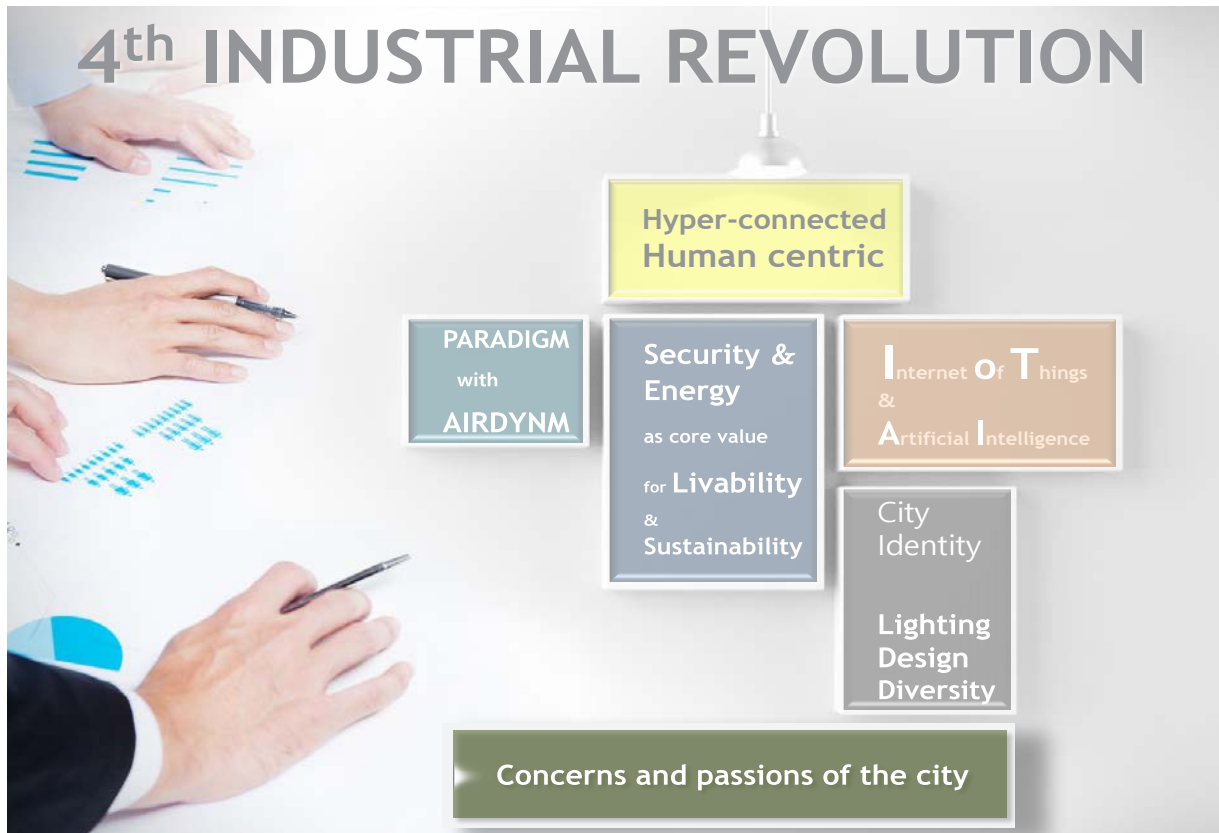 4th INDUSTRIAL REVOLUTION
Hyper-connected
Human centric
PARADIGM
with
AIRDYNM
Security &
Energy
as core value
for Livability
&
Sustainability
Internet of Things
&
Artificial Intelligence
City
Identity
Lighting
Design
Diversity
Concerns and passions of the city